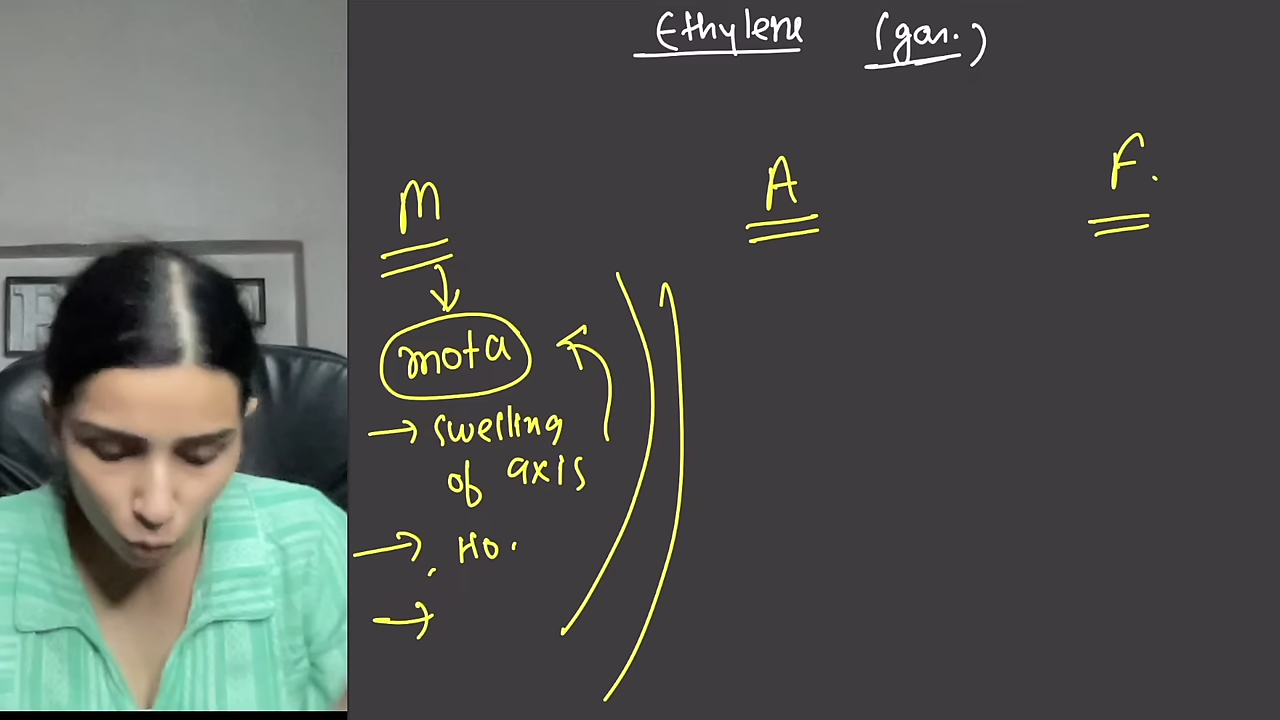 Ethylene (gas.)
M A F.
mota
→ swelling
of axis
→ Ho.
→